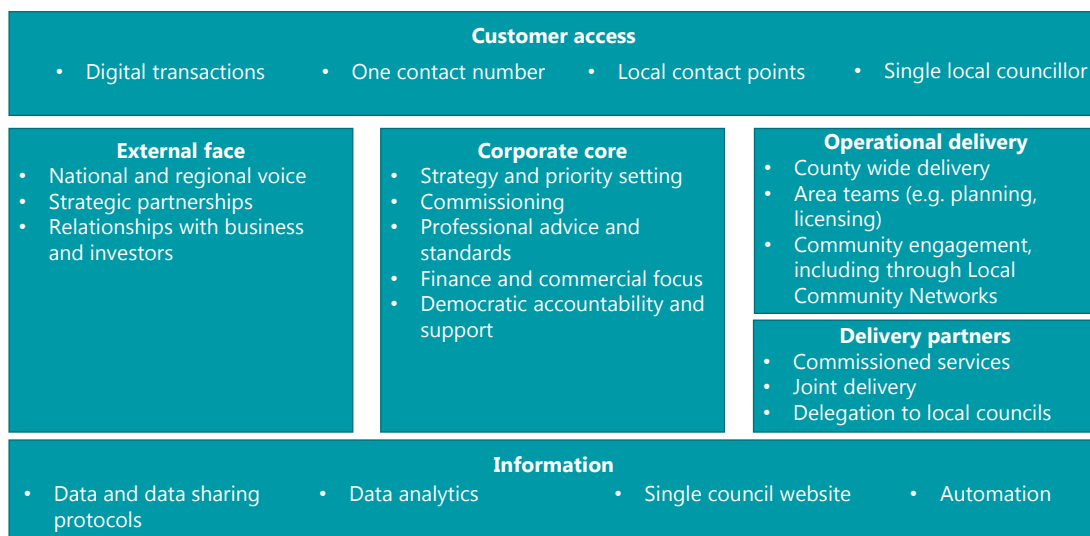 Customer access
• Digital transactions • One contact number • Local contact points • Single local councillor
External face
• National and regional voice
• Strategic partnerships
• Relationships with business
and investors
Corporate core
• Strategy and priority setting
• Commissioning
• Professional advice and
standards
• Finance and commercial focus
• Democratic accountability and
support
Operational delivery
• County wide delivery
• Area teams (e.g. planning,
licensing)
• Community engagement,
including through Local
Community Networks
Delivery partners
• Commissioned services
• Joint delivery
• Delegation to local councils
Information
• Data and data sharing
protocols
• Data analytics
• Single council website
• Automation